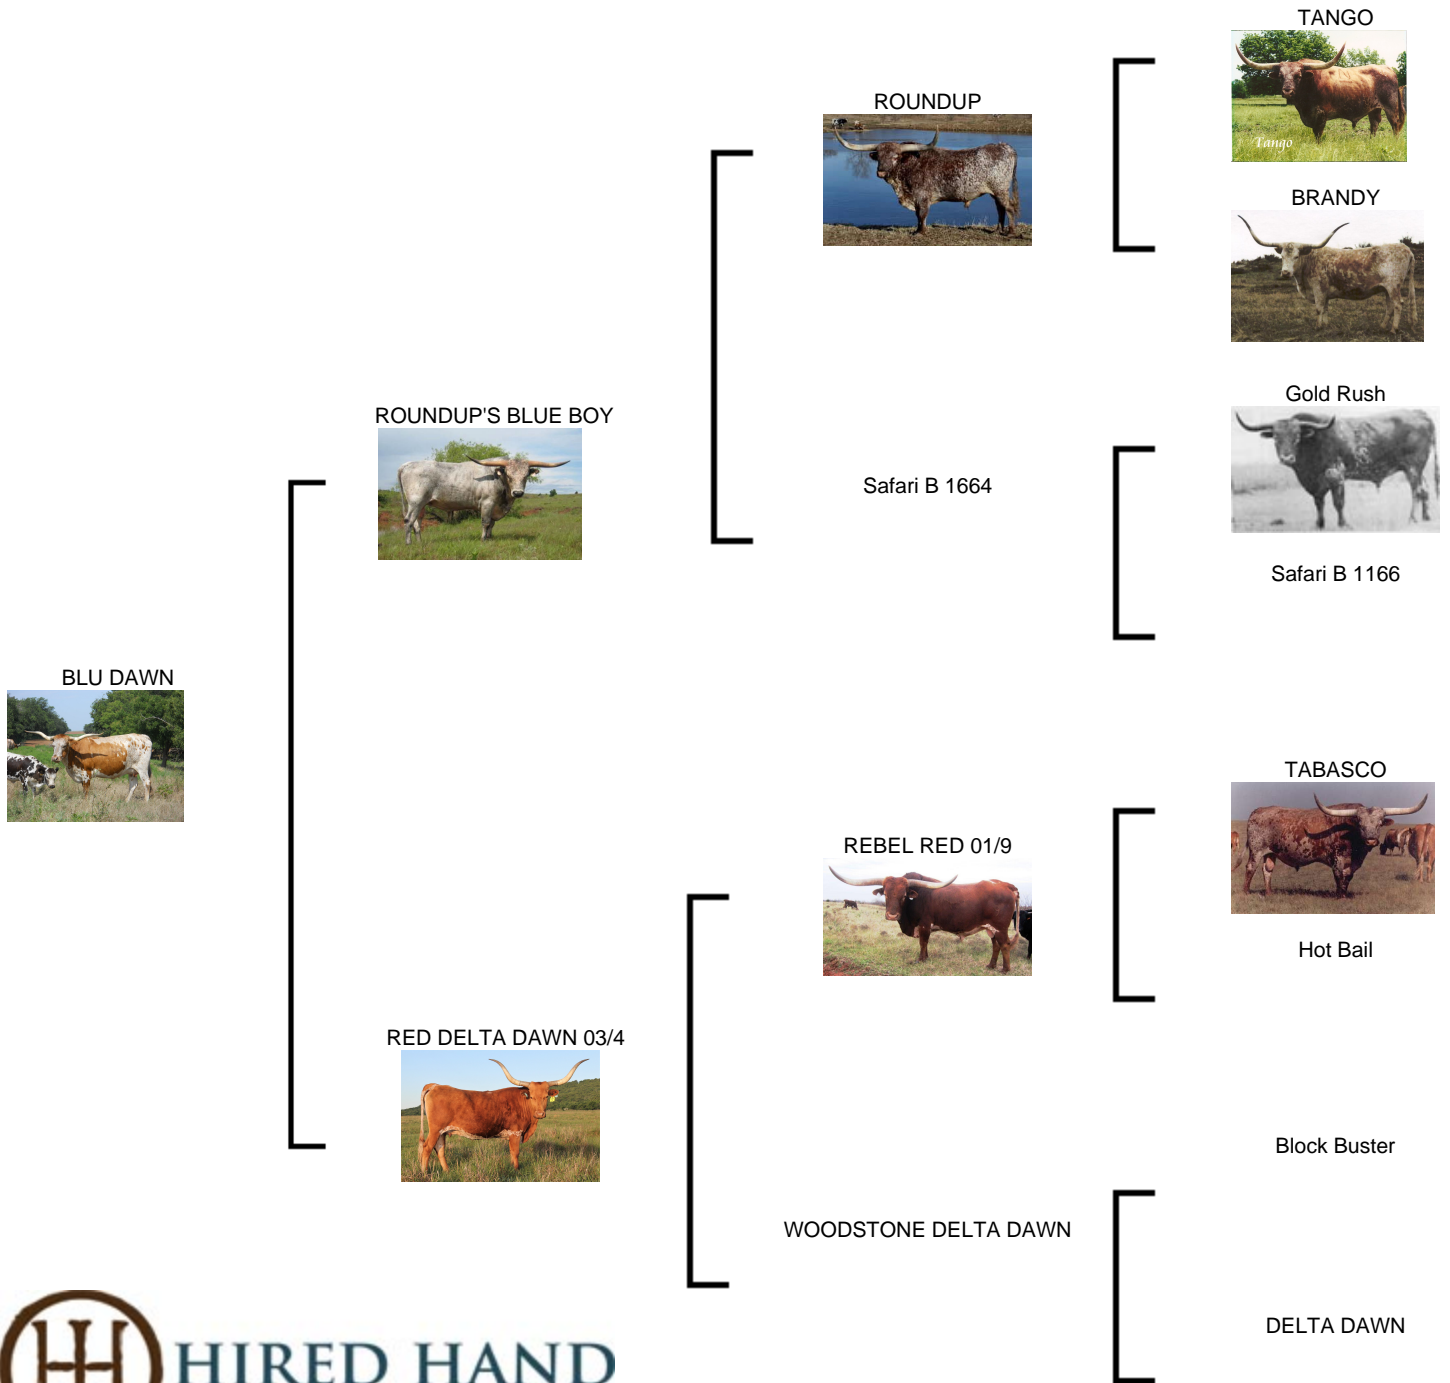 TANGO
Tango
ROUNDUP
BRANDY
Gold Rush
ROUNDUP'S BLUE BOY
Safari B 1664
Safari B 1166
BLU DAWN
TABASCO
REBEL RED 01/9
Hot Bail
RED DELTA DAWN 03/4
Block Buster
WOODSTONE DELTA DAWN
DELTA DAWN
HIRED HAND